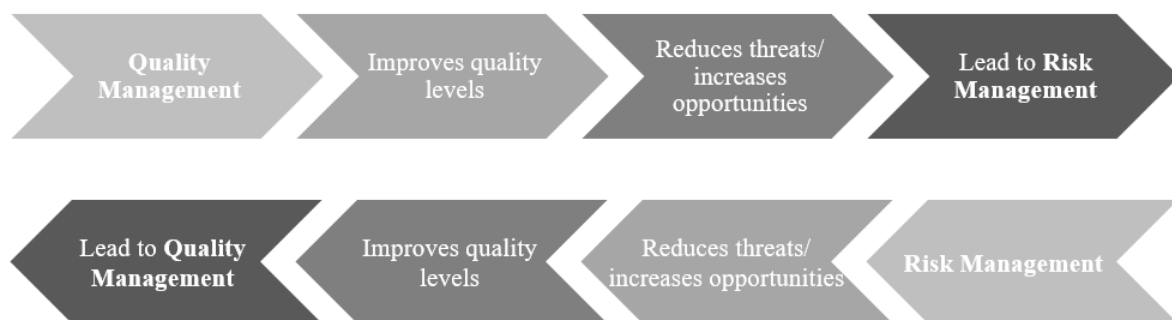 Quality
Management
Improves quality
levels
Reduces threats/
increases
opportunities
Lead to Risk
Management
Lead to Quality
Management
Improves quality
levels
Reduces threats/
increases opportunities
Risk Management